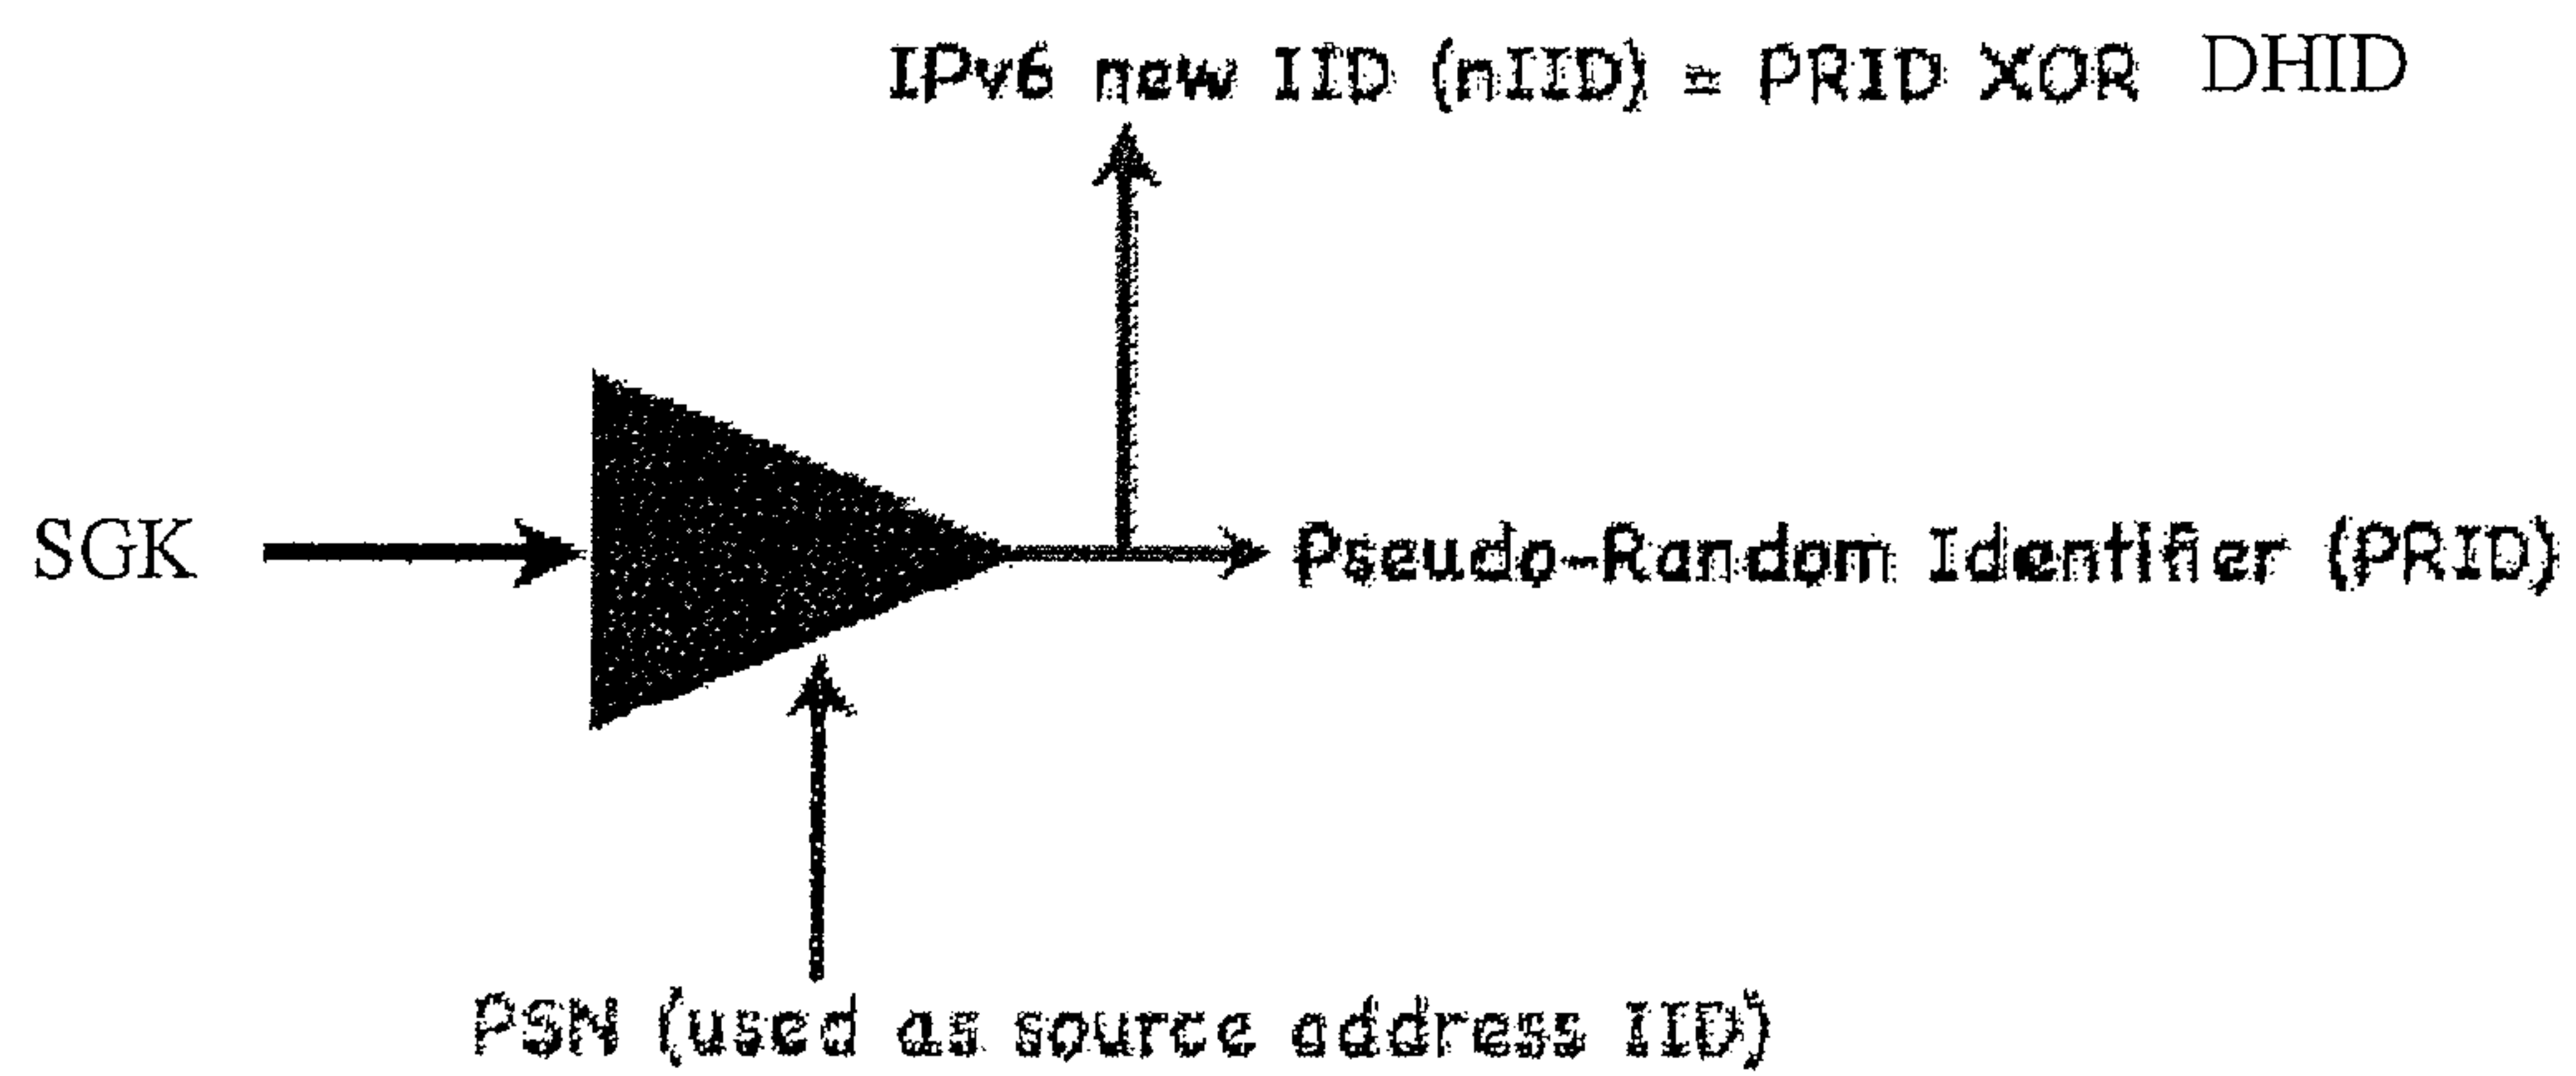 IPv6 new IID (nIID) = PRID XOR DHID
SGK
Pseudo-Random Identifier (PRID)
PSN (used as source address IID)